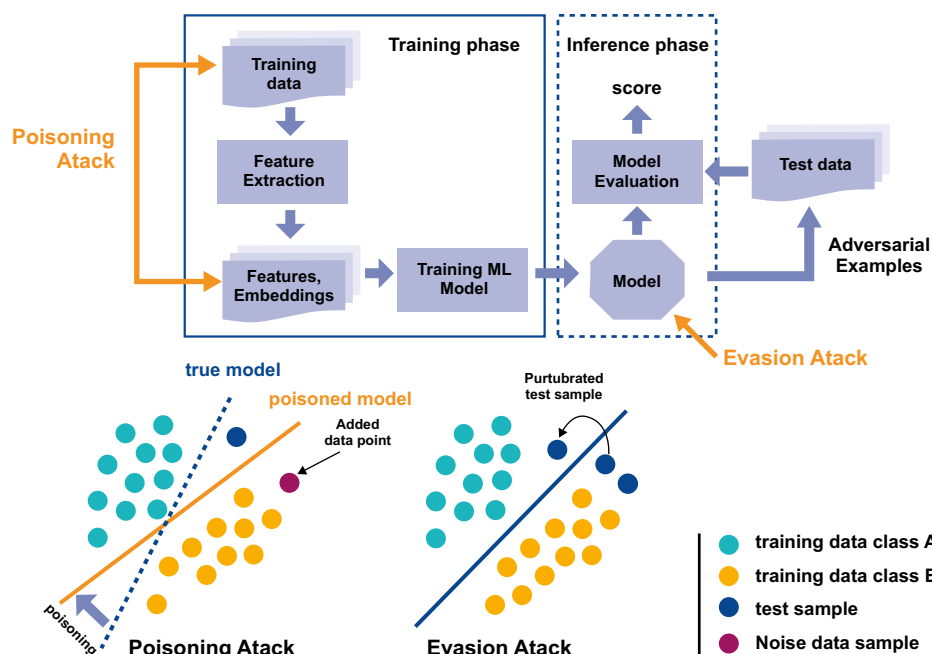 Training phase
Inference phase
Training
data
score
Poisoning
Atack
Feature
Extraction
Model
Evaluation
Test data
Features,
Embeddings
Training ML
Model
Model
Adversarial
Examples
Evasion Atack
true model
poisoned model
Added
data point
Purtubrated
test sample
poisoning
Poisoning Atack
Evasion Atack
training data class A
training data class E
test sample
Noise data sample